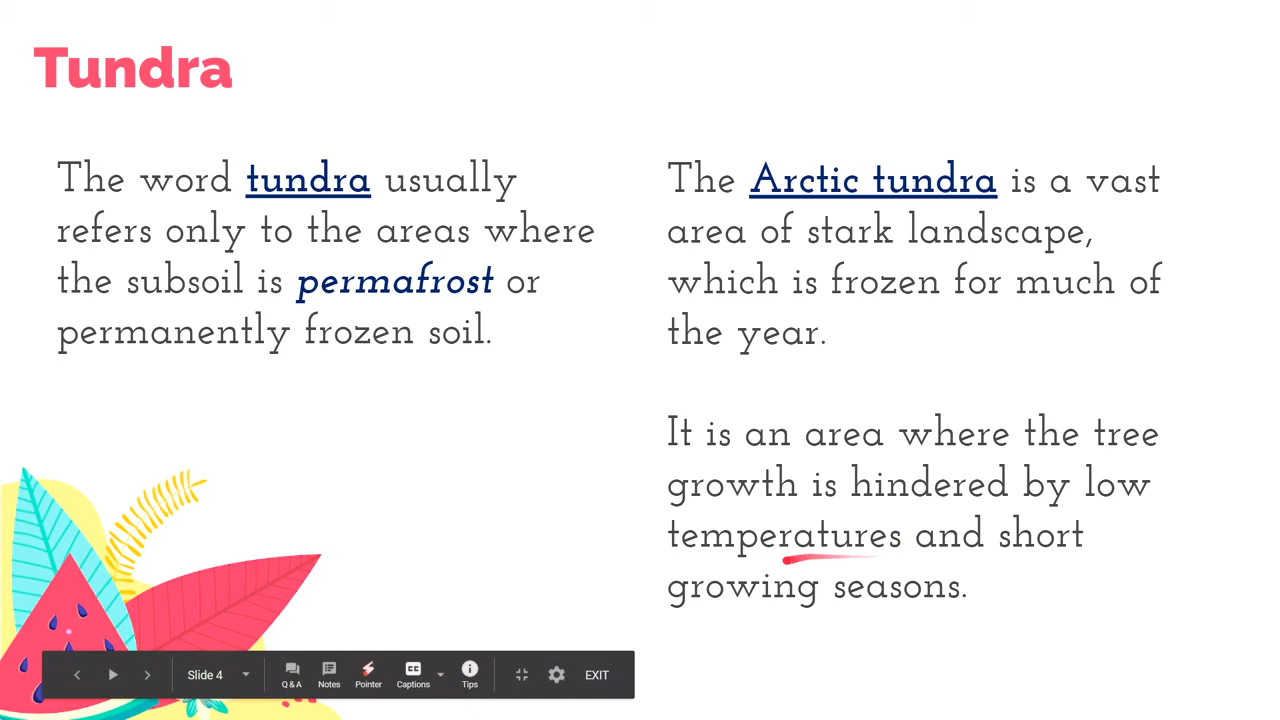 Tundra
The word tundra usually
refers only to the areas where
the subsoil is permafrost or
permanently frozen soil.
The Arctic tundra is a vast
area of stark landscape,
which is frozen for much of
the year.
It is an area where the tree
growth is hindered by low
temperatures and short
growing seasons.
Slide 4
Q & A
Notes
Pointer
CC
Captions
Tips
EXIT